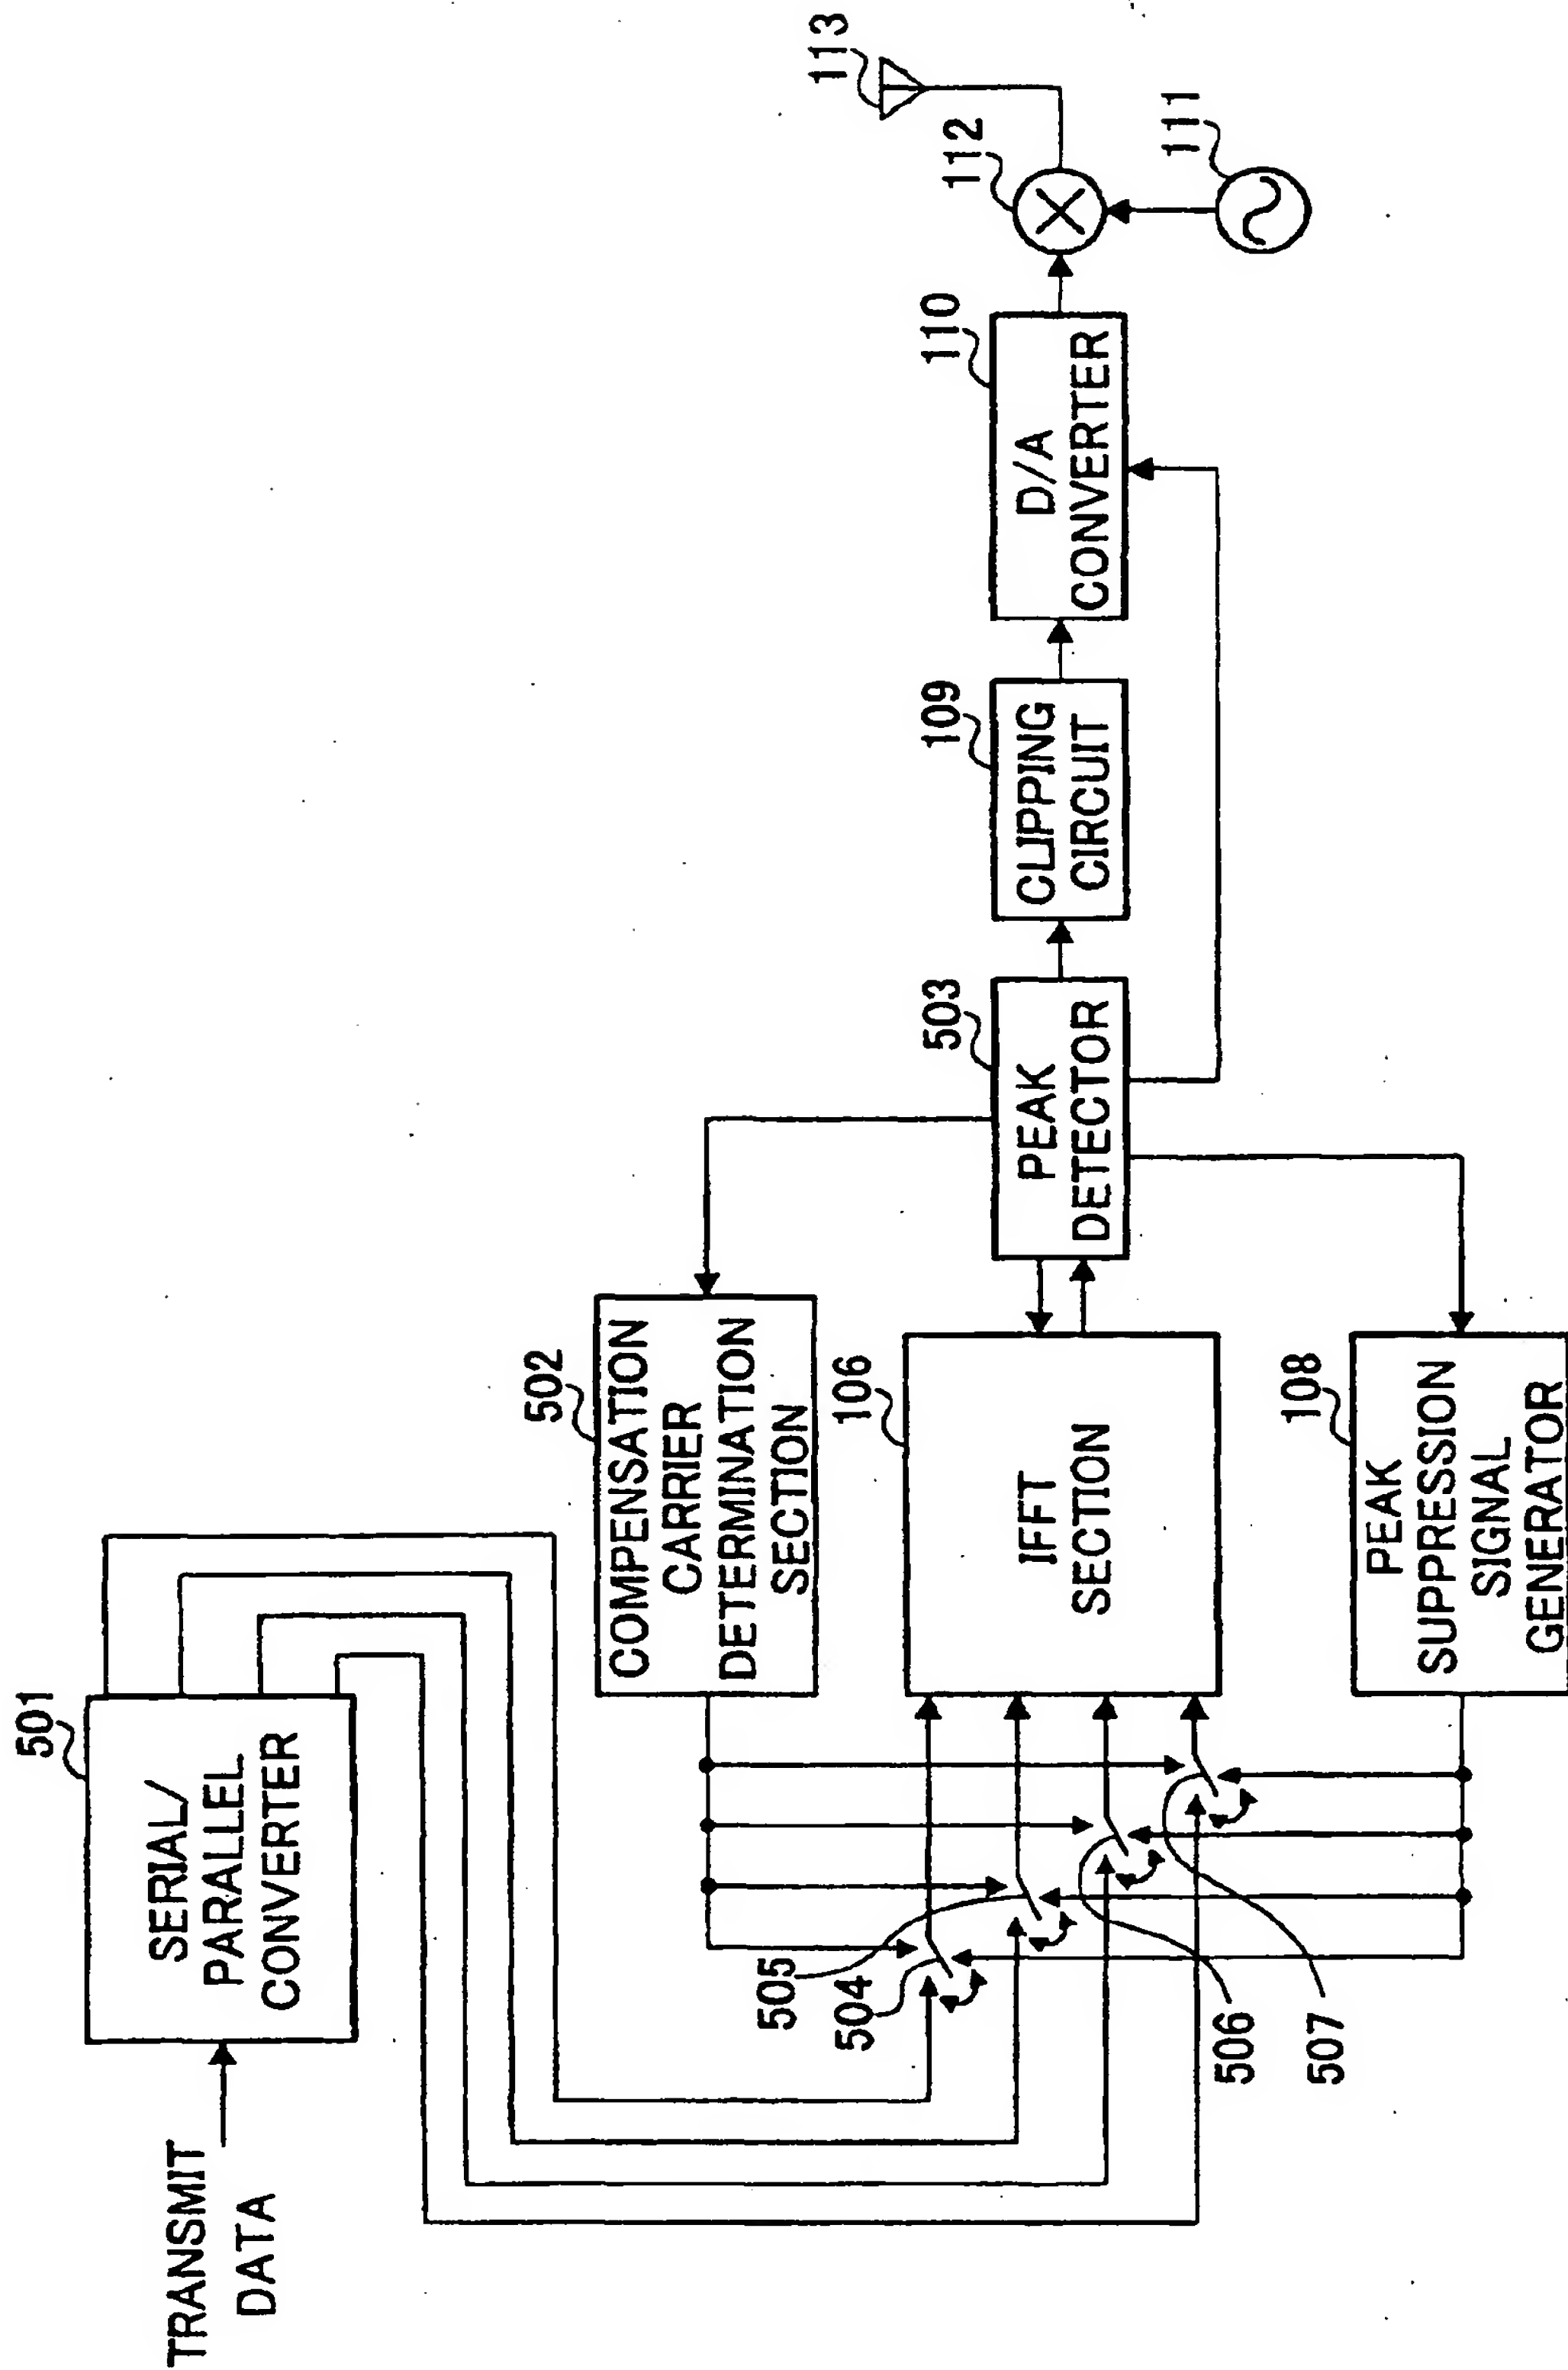 TRANSMIT
DATA
501
SERIAL/
PARALLEL
CONVERTER
502
COMPENSATION
CARRIER
DETERMINATION
SECTION
505
504
506
507
106
IFFT
SECTION
108
PEAK
SUPPRESSION
SIGNAL
GENERATOR
503
PEAK
DETECTOR
109
CLIPPING
CIRCUIT
110
D/A
CONVERTER
112
111
113